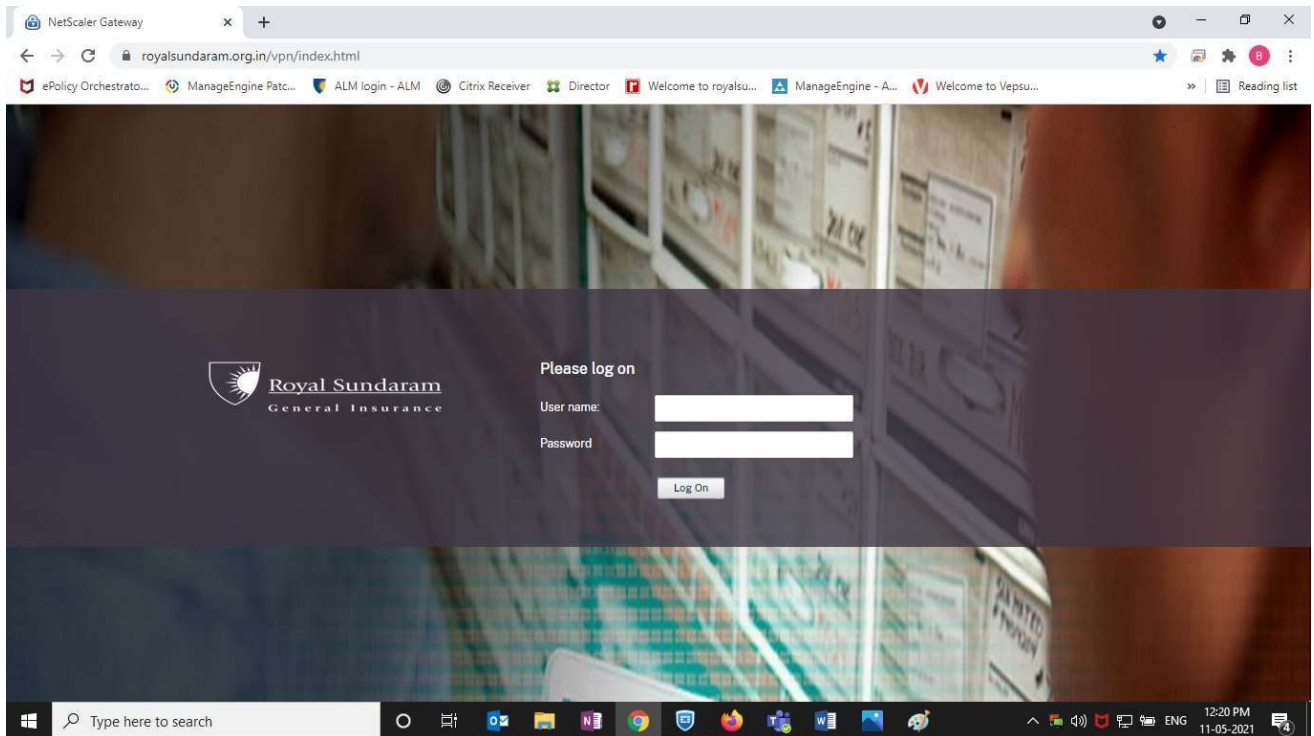 NetScaler Gateway
royalsundaram.org.in/vpn/index.html
B
ePolicy Orchestrato... ManageEngine Patc... ALM login - ALM Citrix Receiver Director Welcome to royalsu... ManageEngine - A... Welcome to Vepsu... » Reading list
Please log on
Royal Sundaram
General Insurance
User name:
Password
Log On
Type here to search
ENG
12:20 PM
11-05-2021
4